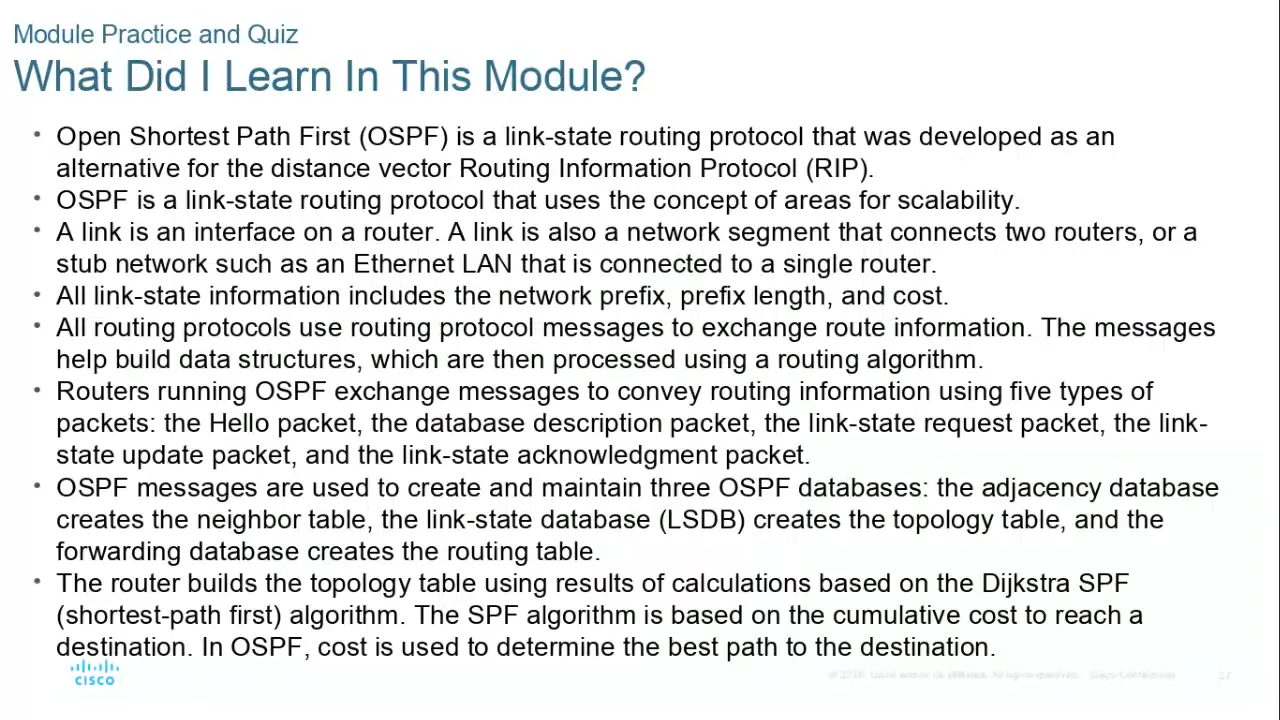 Module Practice and Quiz
What Did I Learn In This Module?
• Open Shortest Path First (OSPF) is a link-state routing protocol that was developed as an
alternative for the distance vector Routing Information Protocol (RIP).
• OSPF is a link-state routing protocol that uses the concept of areas for scalability.
• A link is an interface on a router. A link is also a network segment that connects two routers, or a
stub network such as an Ethernet LAN that is connected to a single router.
• All link-state information includes the network prefix, prefix length, and cost.
• All routing protocols use routing protocol messages to exchange route information. The messages
help build data structures, which are then processed using a routing algorithm.
• Routers running OSPF exchange messages to convey routing information using five types of
packets: the Hello packet, the database description packet, the link-state request packet, the link-
state update packet, and the link-state acknowledgment packet.
• OSPF messages are used to create and maintain three OSPF databases: the adjacency database
creates the neighbor table, the link-state database (LSDB) creates the topology table, and the
forwarding database creates the routing table.
• The router builds the topology table using results of calculations based on the Dijkstra SPF
(shortest-path first) algorithm. The SPF algorithm is based on the cumulative cost to reach a
destination. In OSPF, cost is used to determine the best path to the destination.
CISCO